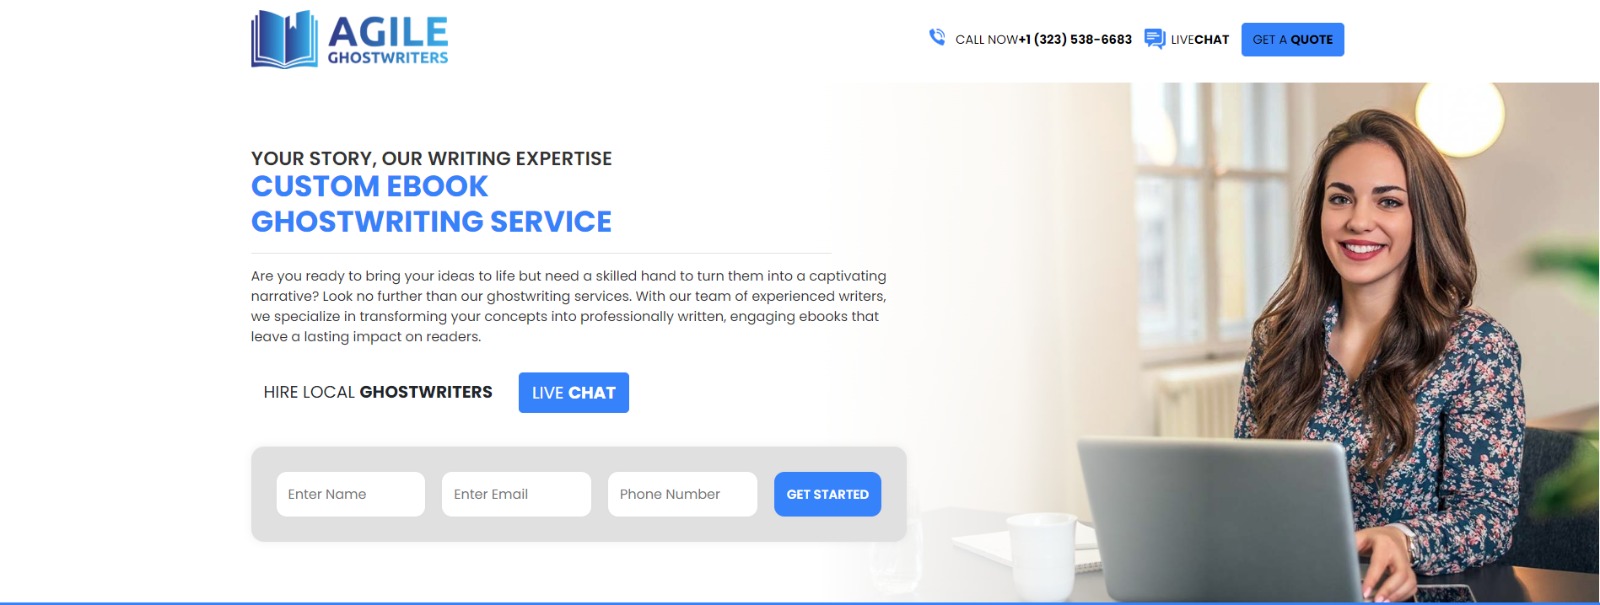 AGILE
GHOSTWRITERS
CALL NOW+1 (323) 538-6683
LIVECHAT
GET A QUOTE
YOUR STORY, OUR WRITING EXPERTISE
CUSTOM EBOOK
GHOSTWRITING SERVICE
Are you ready to bring your ideas to life but need a skilled hand to turn them into a captivating
narrative? Look no further than our ghostwriting services. With our team of experienced writers,
we specialize in transforming your concepts into professionally written, engaging ebooks that
leave a lasting impact on readers.
HIRE LOCAL GHOSTWRITERS
LIVE CHAT
Enter Name
Enter Email
Phone Number
GET STARTED